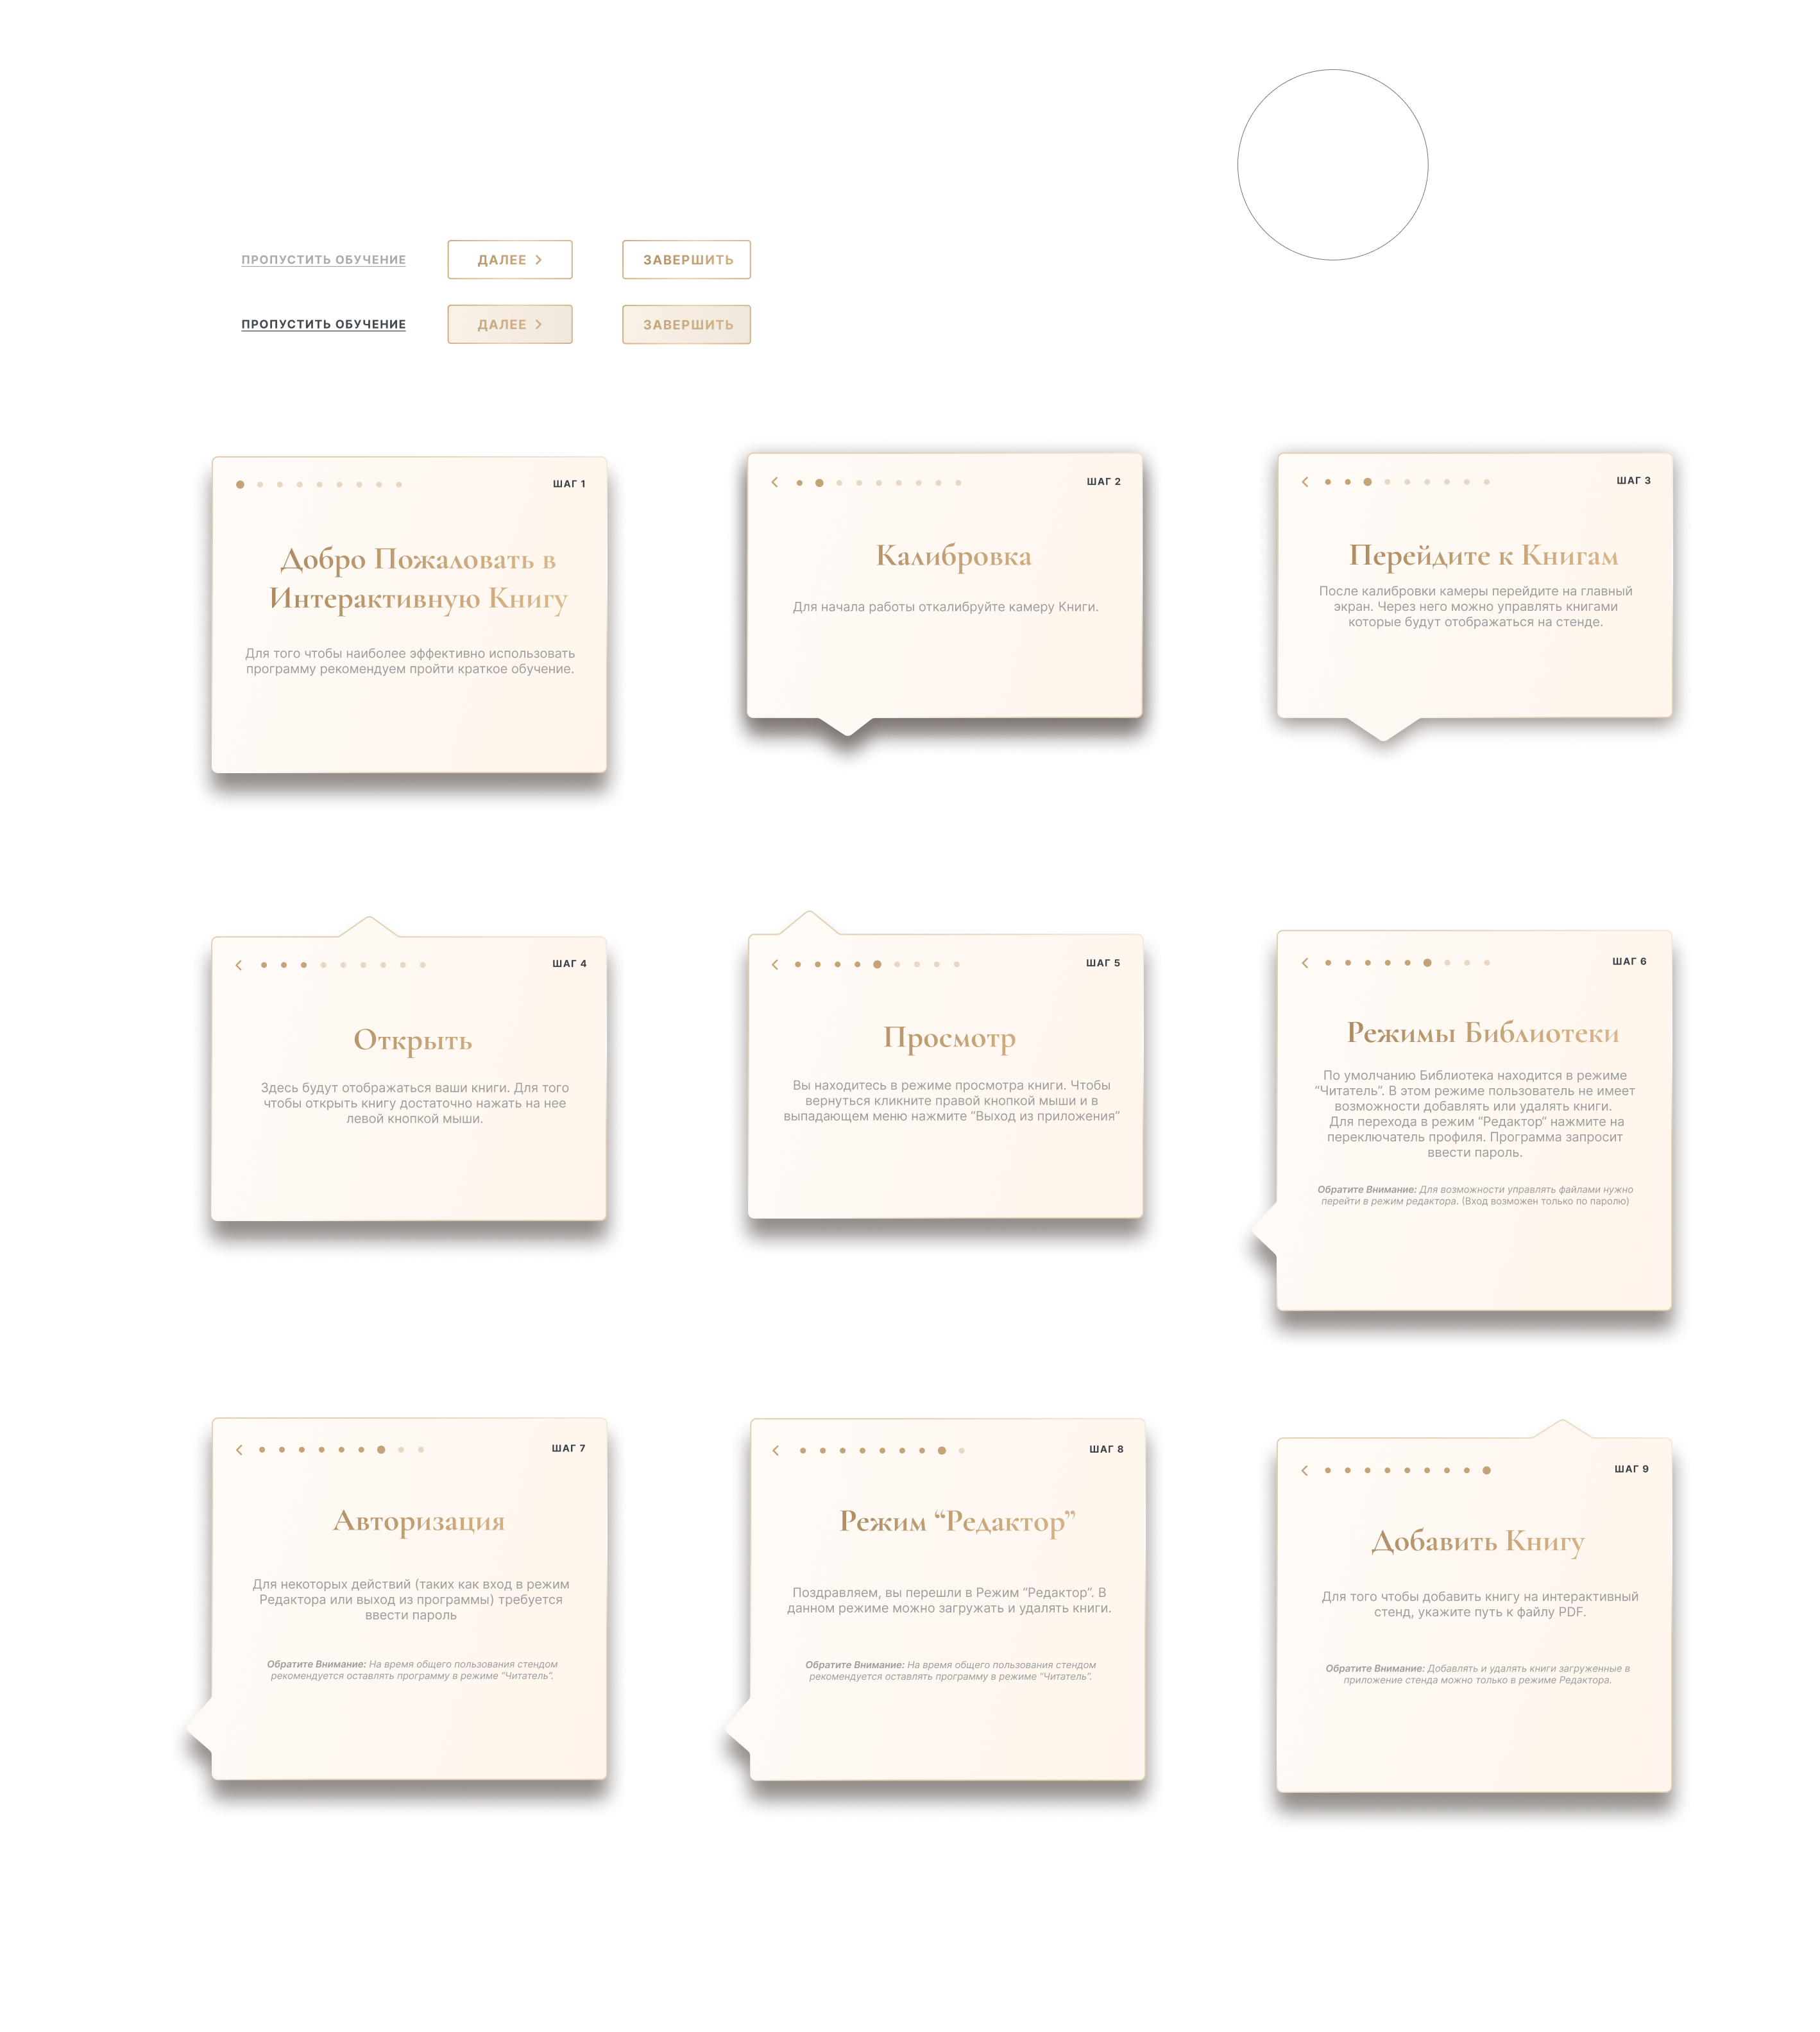 ПРОПУСТИТЬ ОБУЧЕНИЕ
ДАЛЕЕ
ЗАВЕРШИТЬ
ПРОПУСТИТЬ ОБУЧЕНИЕ
ДАЛЕЕ
ЗАВЕРШИТЬ
ШАГ 1
Добро Пожаловать в
Интерактивную Книгу
Для того чтобы наиболее эффективно использовать
программу рекомендуем пройти краткое обучение.
ШАГ 2
Калибровка
Для начала работы откалибруйте камеру Книги.
ШАГ 3
Перейдите к Книгам
После калибровки камеры перейдите на главный
экран. Через него можно управлять книгами
которые будут отображаться на стенде.
ШАГ 4
Открыть
Здесь будут отображаться ваши книги. Для того
чтобы открыть книгу достаточно нажать на нее
левой кнопкой мыши.
ШАГ 5
Просмотр
Вы находитесь в режиме просмотра книги. Чтобы
вернуться кликните правой кнопкой мыши и в
выпадающем меню нажмите “Выход из приложения”
ШАГ 6
Режимы Библиотеки
По умолчанию Библиотека находится в режиме
“Читатель”. В этом режиме пользователь не имеет
возможности добавлять или удалять книги.
Для перехода в режим “Редактор” нажмите на
переключатель профиля. Программа запросит
ввести пароль.
Обратите Внимание: Для возможности управлять файлами нужно
перейти в режим редактора. (Вход возможен только по паролю)
ШАГ 7
Авторизация
Для некоторых действий (таких как вход в режим
Редактора или выход из программы) требуется
ввести пароль
Обратите Внимание: На время общего пользования стендом
рекомендуется оставлять программу в режиме “Читатель”.
ШАГ 8
Режим “Редактор”
Поздравляем, вы перешли в Режим “Редактор”. В
данном режиме можно загружать и удалять книги.
Обратите Внимание: На время общего пользования стендом
рекомендуется оставлять программу в режиме “Читатель”.
ШАГ 9
Добавить Книгу
Для того чтобы добавить книгу на интерактивный
стенд, укажите путь к файлу PDF.
Обратите Внимание: Добавлять и удалять книги загруженные в
приложение стенда можно только в режиме Редактора.